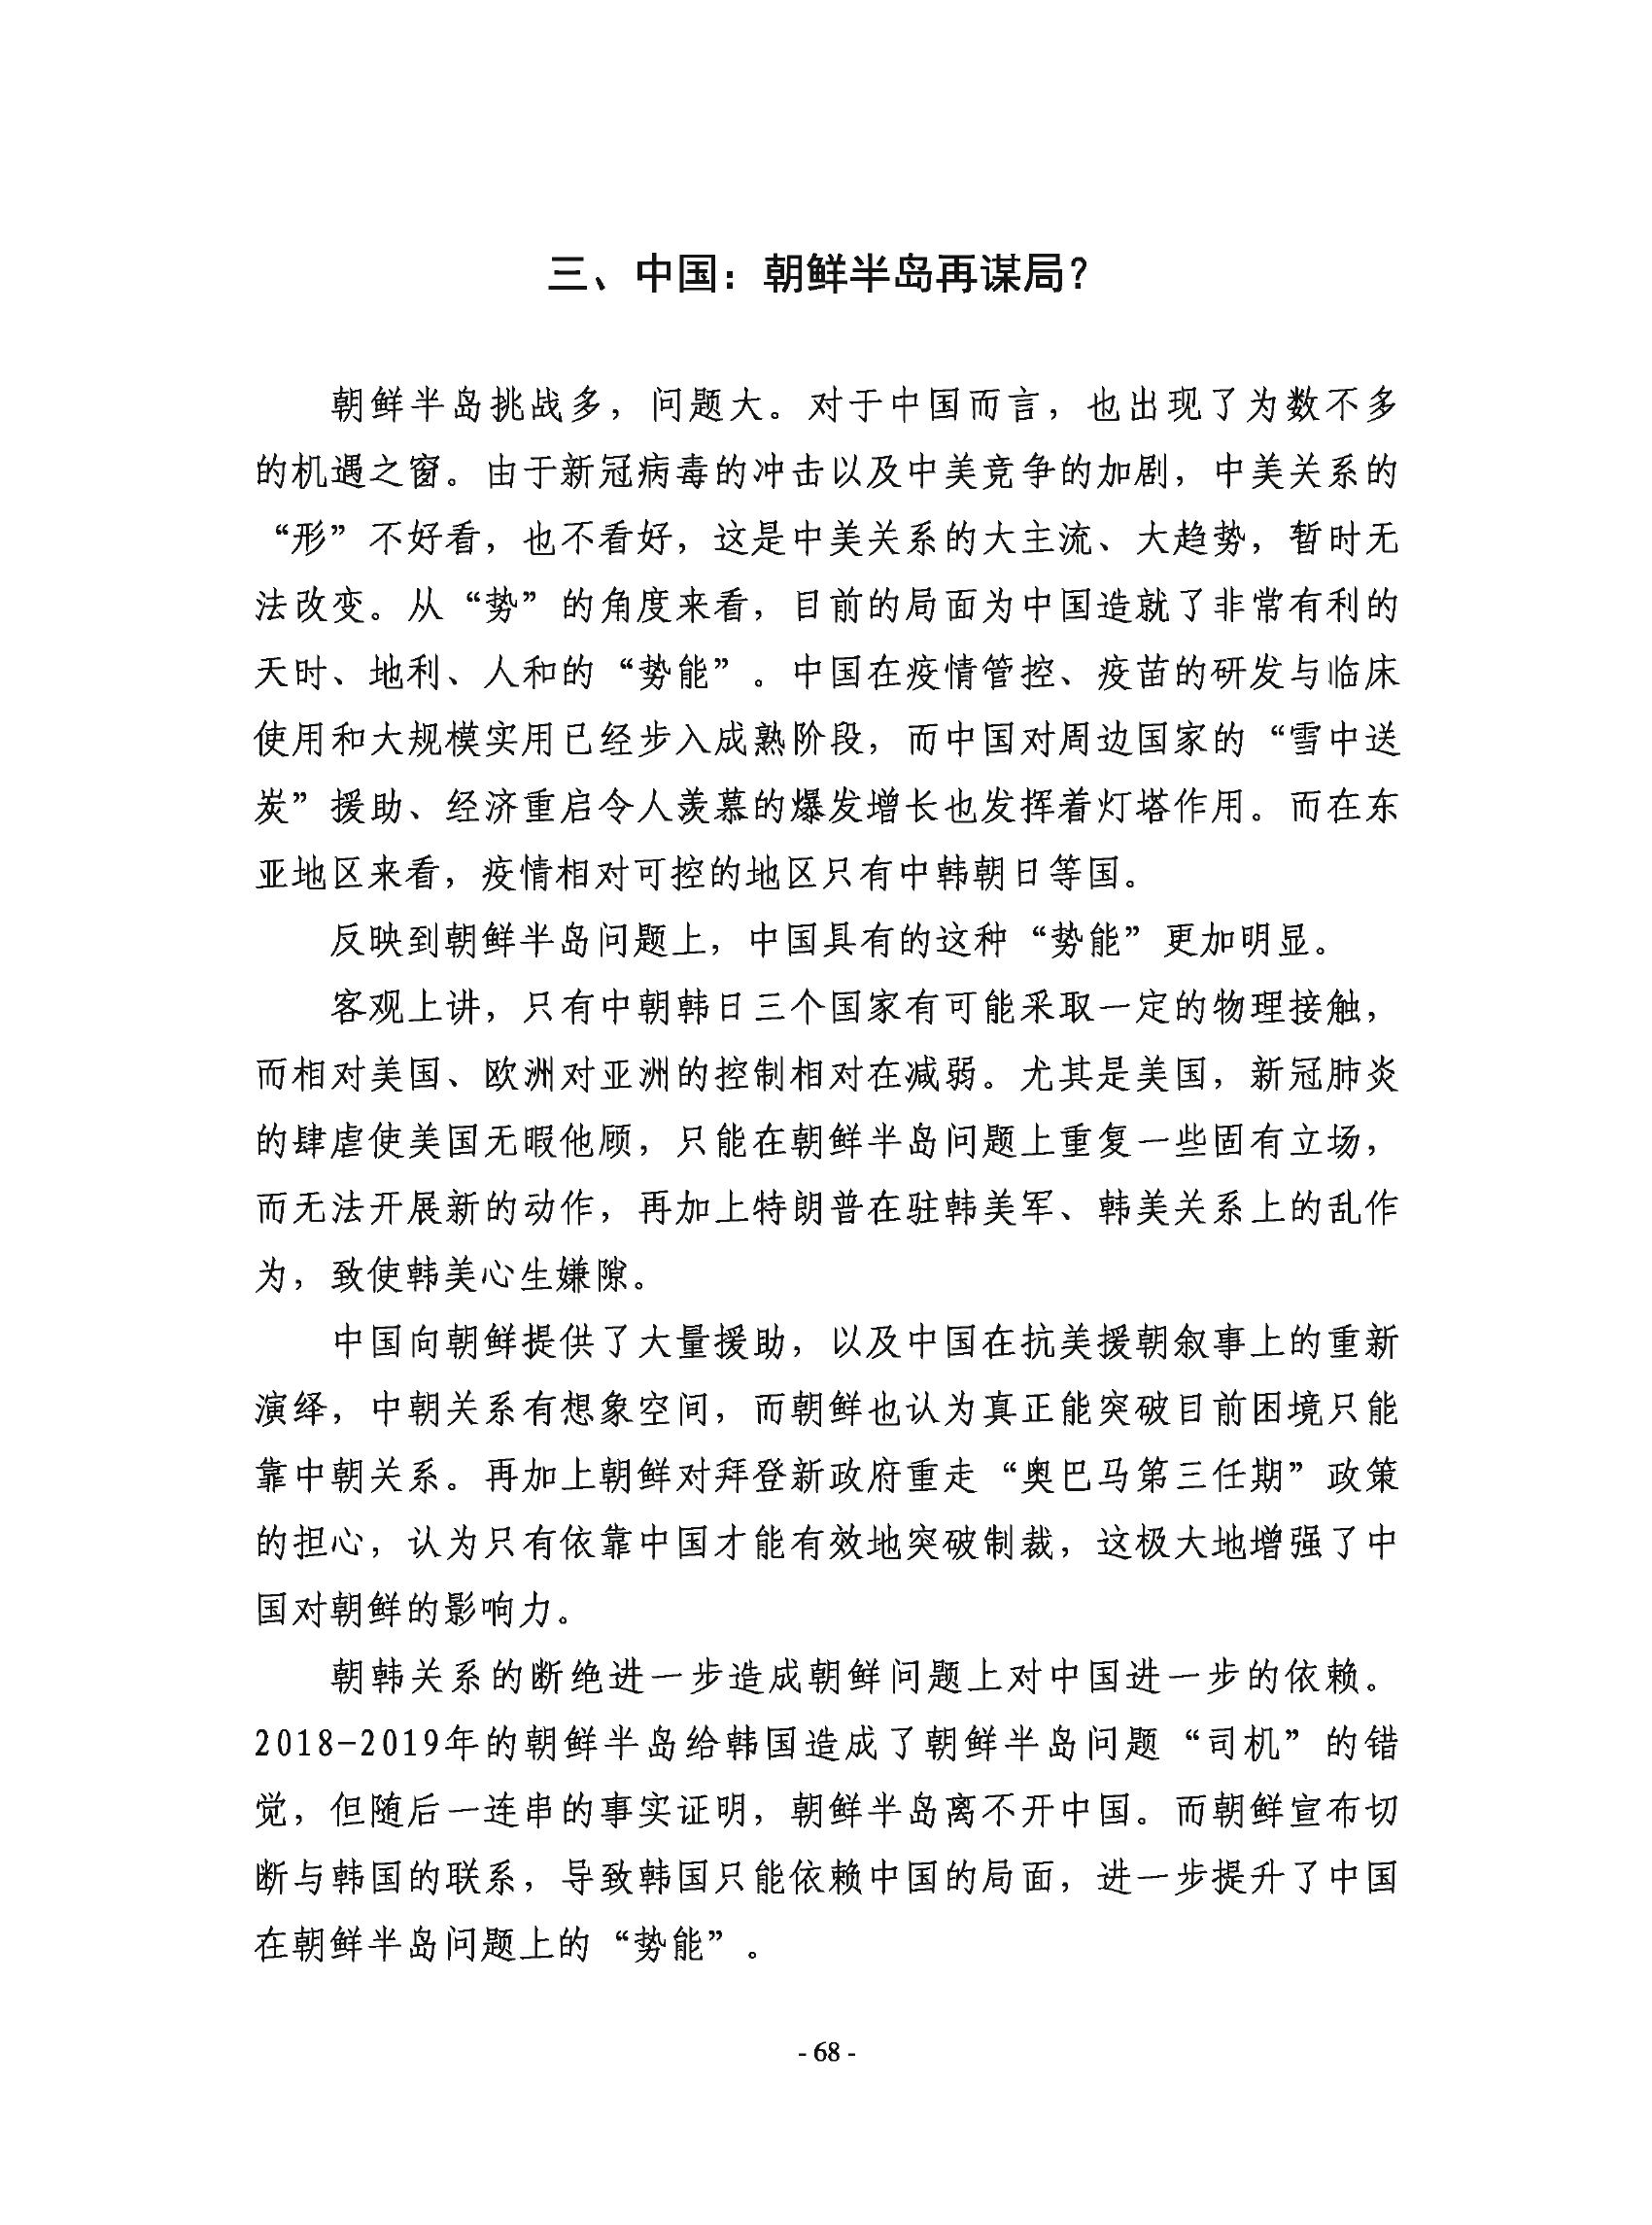 三、中国：朝鲜半岛再谋局？
朝鲜半岛挑战多，问题大。对于中国而言，也出现了为数不多
的机遇之窗。由于新冠病毒的冲击以及中美竞争的加剧，中美关系的
“形”不好看，也不看好，这是中美关系的大主流、大趋势，暂时无
法改变。从“势”的角度来看，目前的局面为中国造就了非常有利的
天时、地利、人和的“势能”。中国在疫情管控、疫苗的研发与临床
使用和大规模实用已经步入成熟阶段，而中国对周边国家的“雪中送
炭”援助、经济重启令人羡慕的爆发增长也发挥着灯塔作用。而在东
亚地区来看，疫情相对可控的地区只有中韩朝日等国。
反映到朝鲜半岛问题上，中国具有的这种“势能”更加明显。
客观上讲，只有中朝韩日三个国家有可能采取一定的物理接触，
而相对美国、欧洲对亚洲的控制相对在减弱。尤其是美国，新冠肺炎
的肆虐使美国无暇他顾，只能在朝鲜半岛问题上重复一些固有立场，
而无法开展新的动作，再加上特朗普在驻韩美军、韩美关系上的乱作
为，致使韩美心生嫌隙。
中国向朝鲜提供了大量援助，以及中国在抗美援朝叙事上的重新
演绎，中朝关系有想象空间，而朝鲜也认为真正能突破目前困境只能
靠中朝关系。再加上朝鲜对拜登新政府重走“奥巴马第三任期”政策
的担心，认为只有依靠中国才能有效地突破制裁，这极大地增强了中
国对朝鲜的影响力。
朝韩关系的断绝进一步造成朝鲜问题上对中国进一步的依赖。
2018-2019年的朝鲜半岛给韩国造成了朝鲜半岛问题“司机”的错
觉，但随后一连串的事实证明，朝鲜半岛离不开中国。而朝鲜宣布切
断与韩国的联系，导致韩国只能依赖中国的局面，进一步提升了中国
在朝鲜半岛问题上的“势能”。
- 68 -